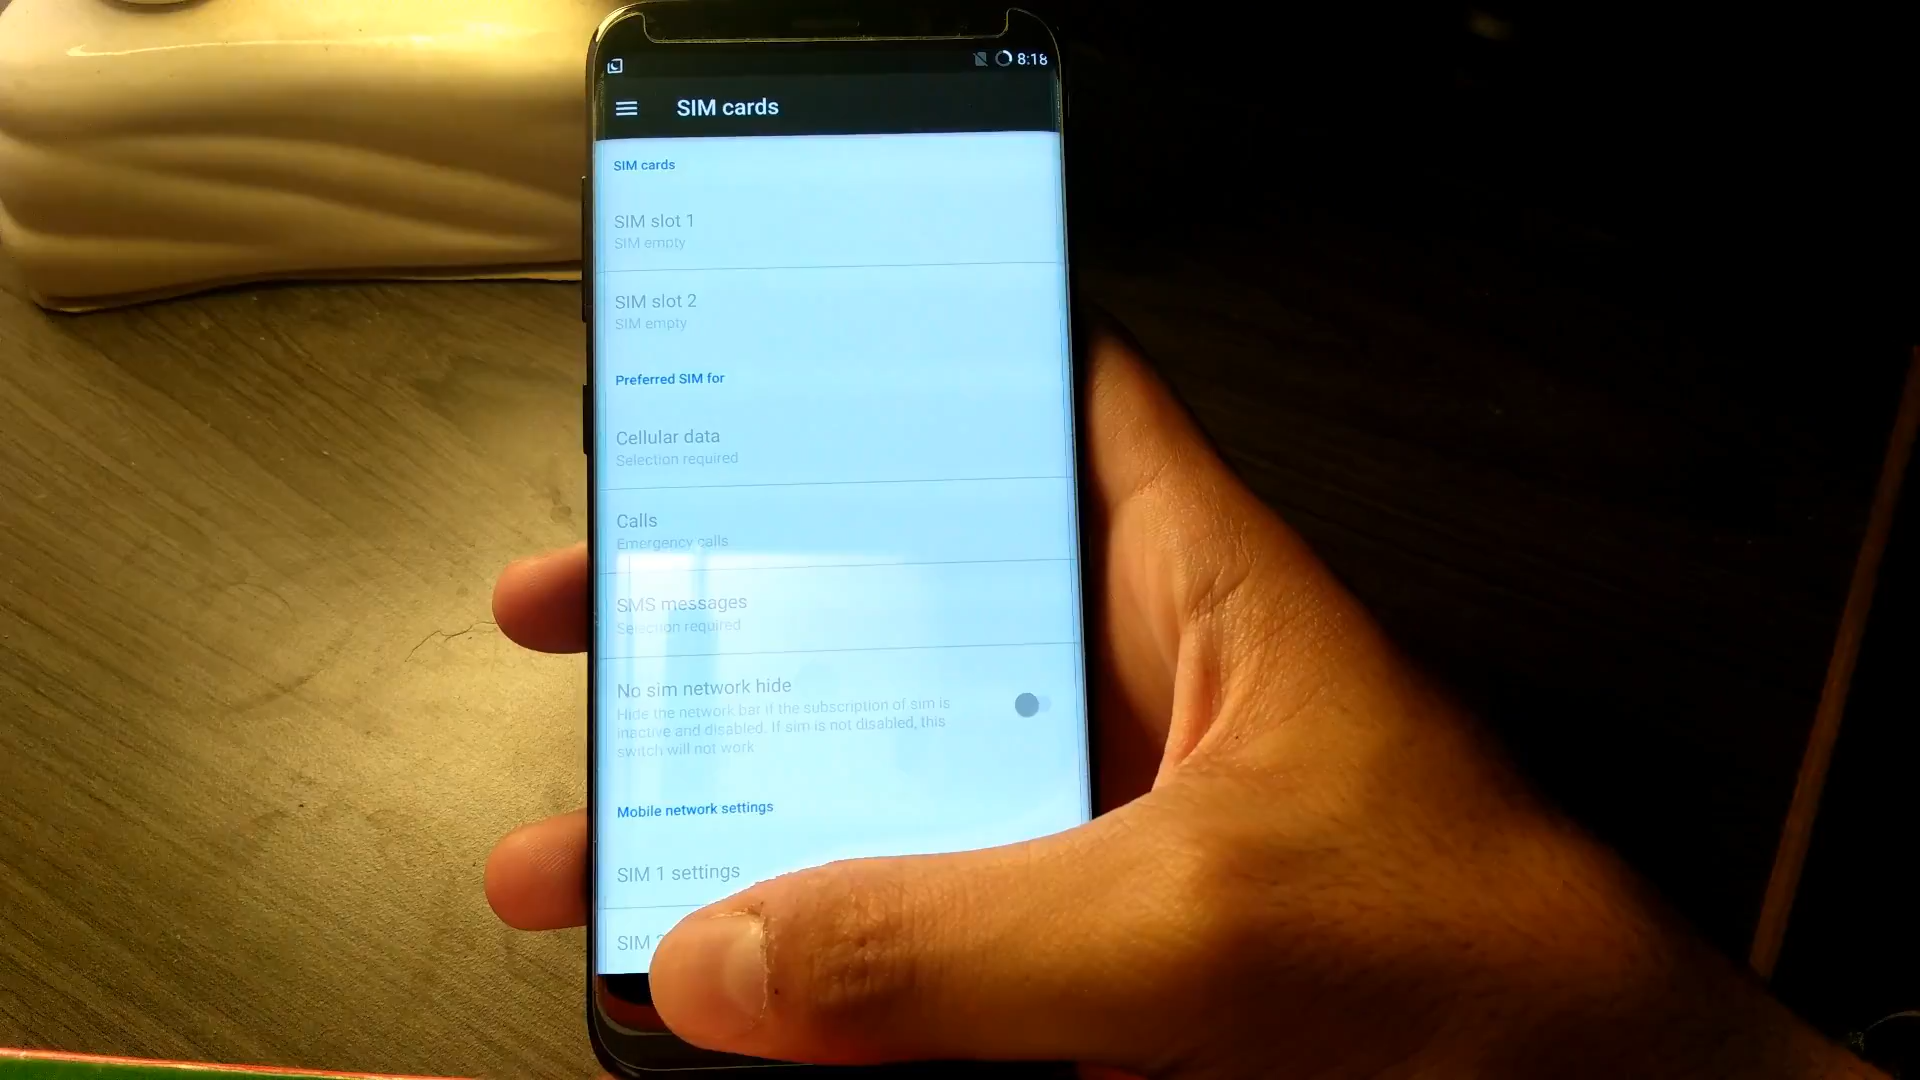 8:18
SIM cards
SIM cards
SIM slot 1
SIM empty
SIM slot 2
SIM empty
Preferred SIM for
Cellular data
Selection required
Calls
Emergency calls
SMS messages
Selection required
No sim network hide
Hide the network bar if the subscription of sim is
inactive and disabled. If sim is not disabled, this
switch will not work
Mobile network settings
SIM 1 settings
SIM